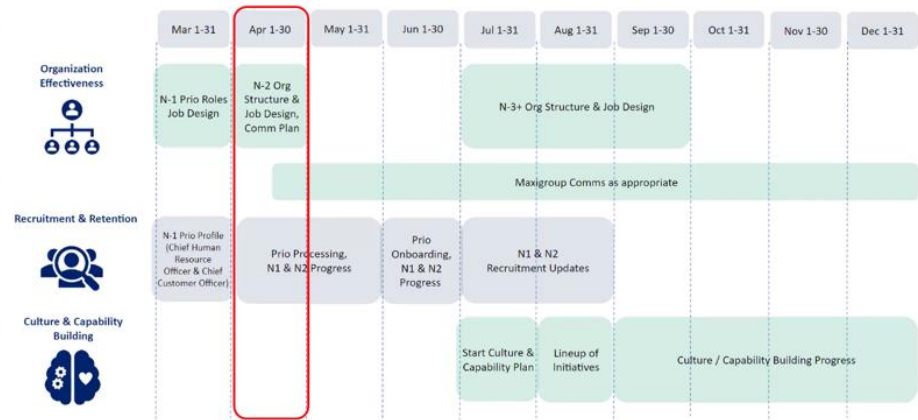 Mar 1-31
Apr 1-30
May 1-31
Jun 1-30
Jul 1-31
Aug 1-31
Sep 1-30
Oct 1-31
Nov 1-30
Dec 1-31
Organization
Effectiveness
N-1 Prio Roles
Job Design
N-2 Org
Structure &
Job Design,
Comm Plan
N-3+ Org Structure & Job Design
Maxigroup Comms as appropriate
Recruitment & Retention
N-1 Prio Profile
(Chief Human
Resource
Officer & Chief
Customer Officer)
Prio Processing,
N1 & N2 Progress
Prio
Onboarding,
N1 & N2
Progress
N1 & N2
Recruitment Updates
Culture & Capability
Building
Start Culture &
Capability Plan
Lineup of
Initiatives
Culture / Capability Building Progress